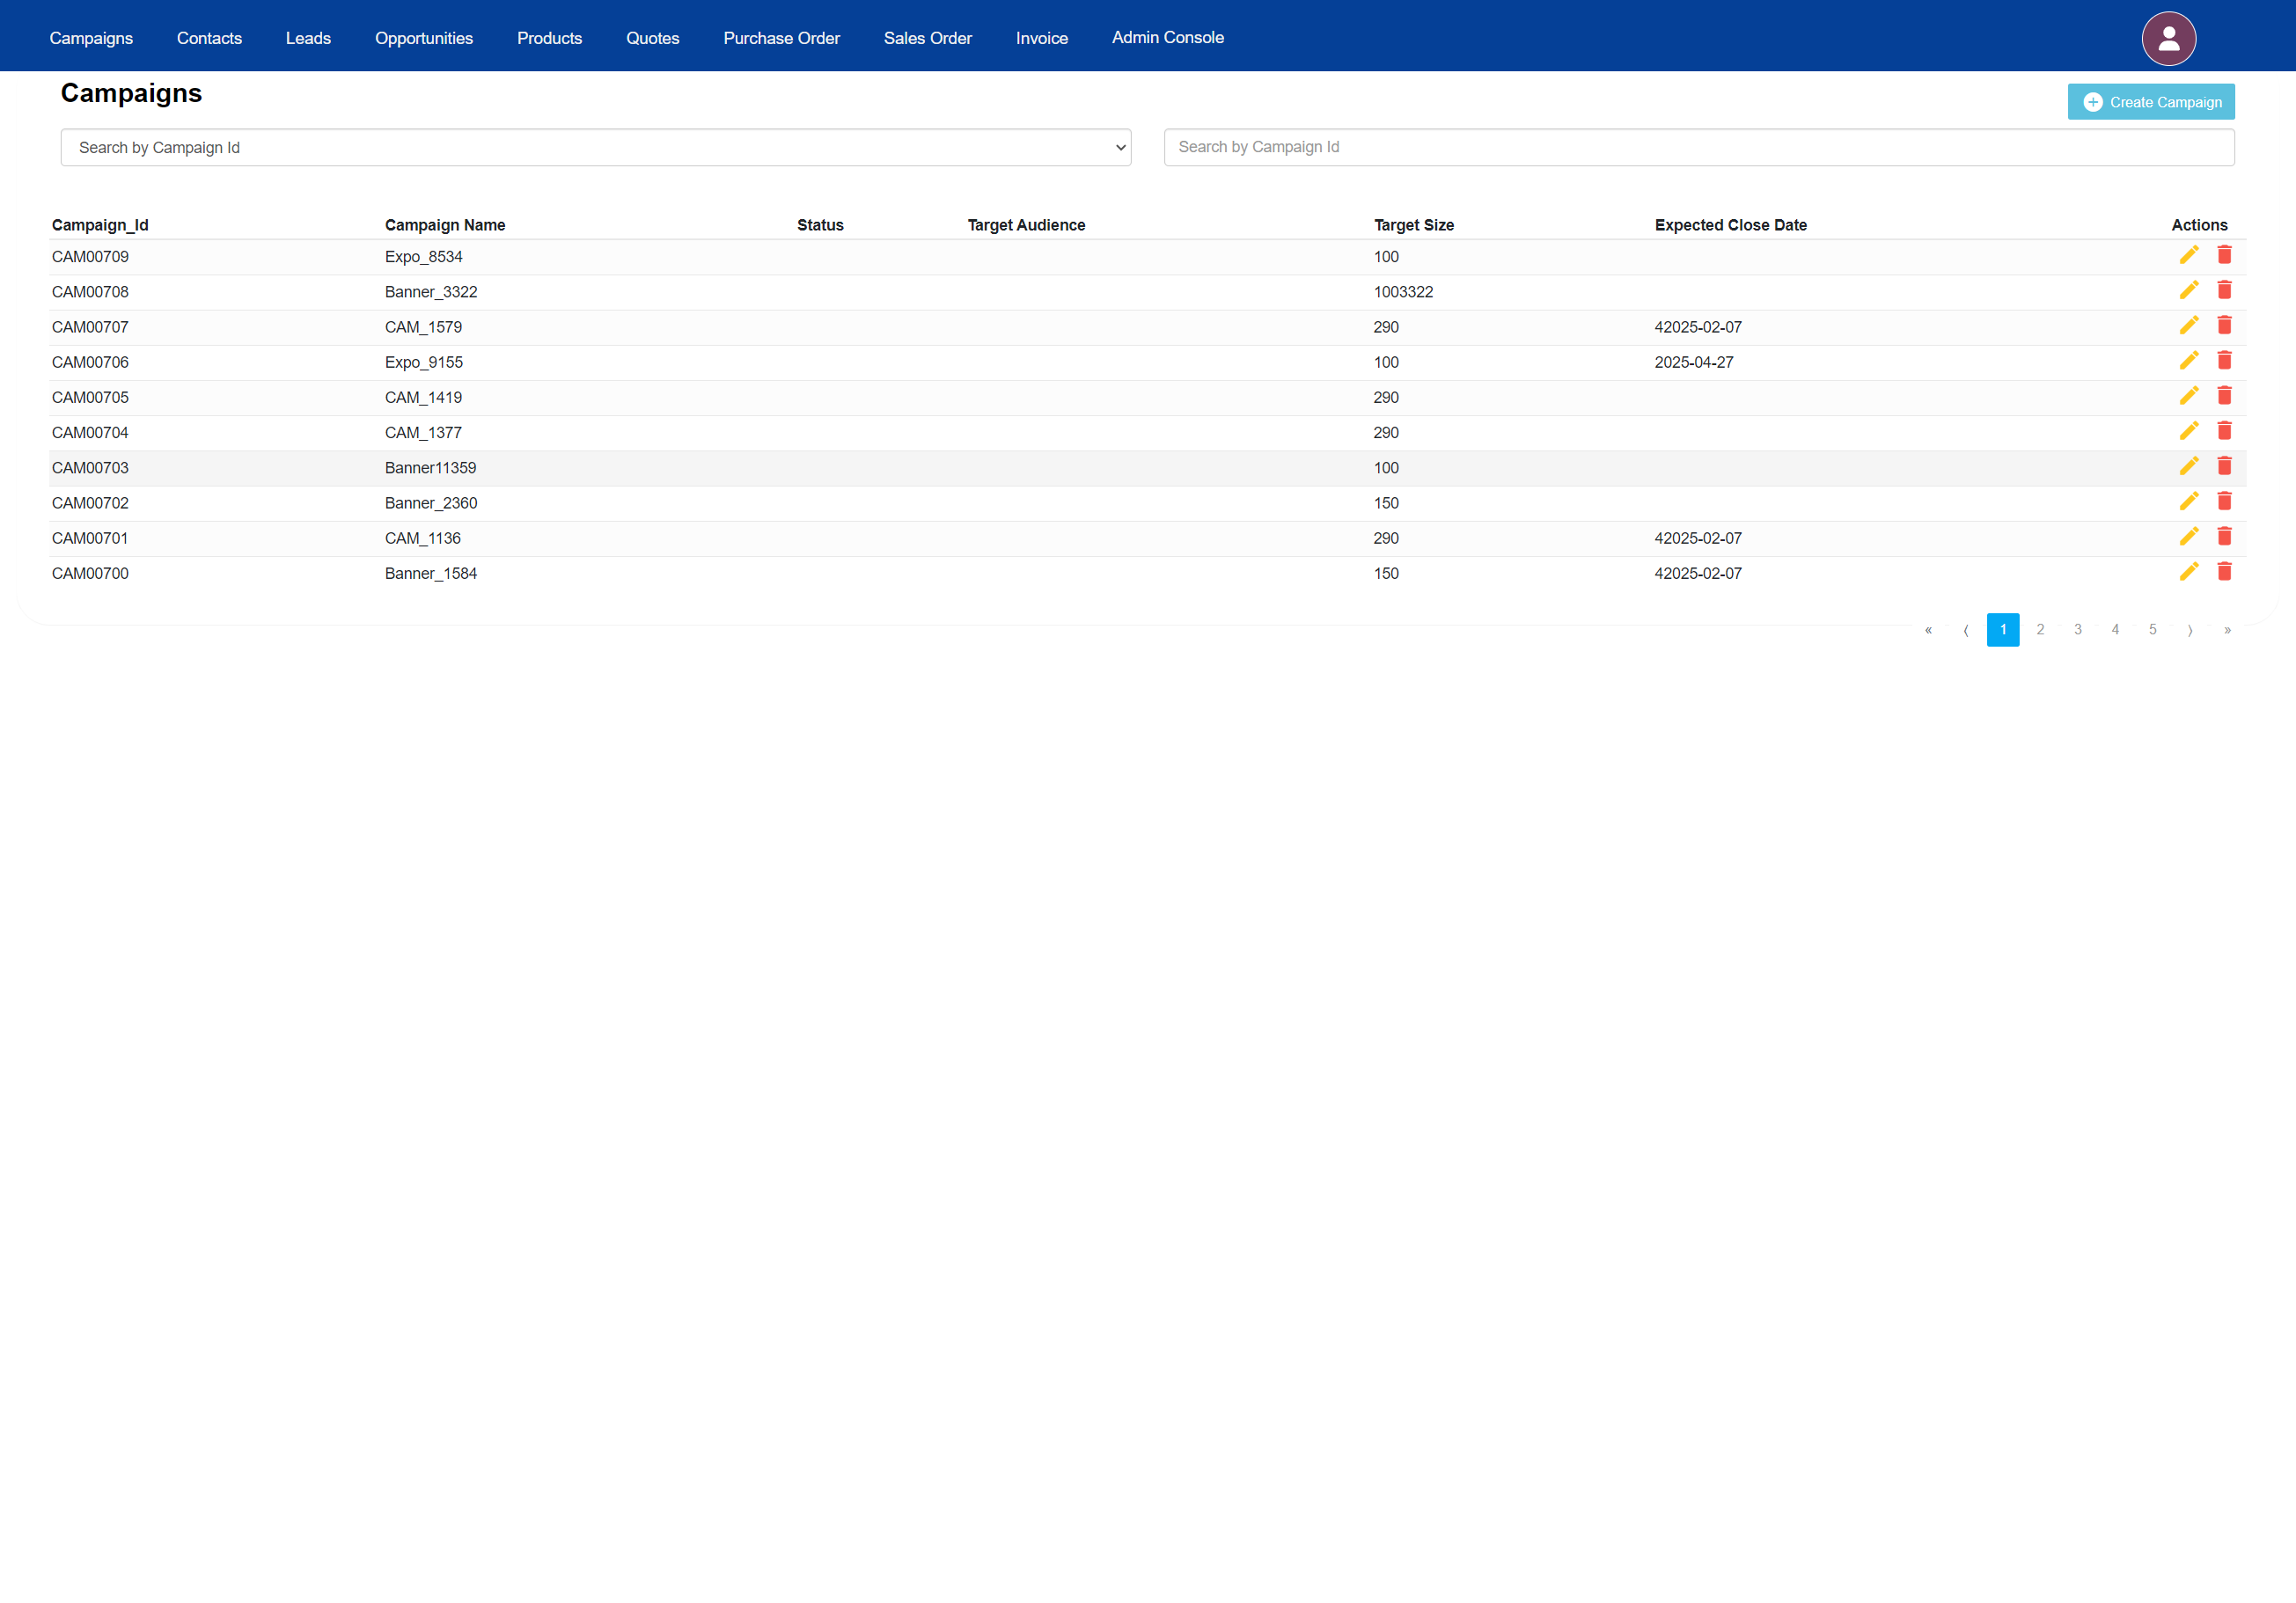 Campaigns Contacts Leads Opportunities Products Quotes Purchase Order Sales Order Invoice Admin Console
Campaigns
Create Campaign
Search by Campaign Id Search by Campaign Id
Campaign_Id Campaign Name Status Target Audience Target Size Expected Close Date Actions
CAM00709 Expo_8534 100
CAM00708 Banner_3322 1003322
CAM00707 CAM_1579 290 42025-02-07
CAM00706 Expo_9155 100 2025-04-27
CAM00705 CAM_1419 290
CAM00704 CAM_1377 290
CAM00703 Banner11359 100
CAM00702 Banner_2360 150
CAM00701 CAM_1136 290 42025-02-07
CAM00700 Banner_1584 150 42025-02-07
« ⟨ 1 2 3 4 5 ⟩ »